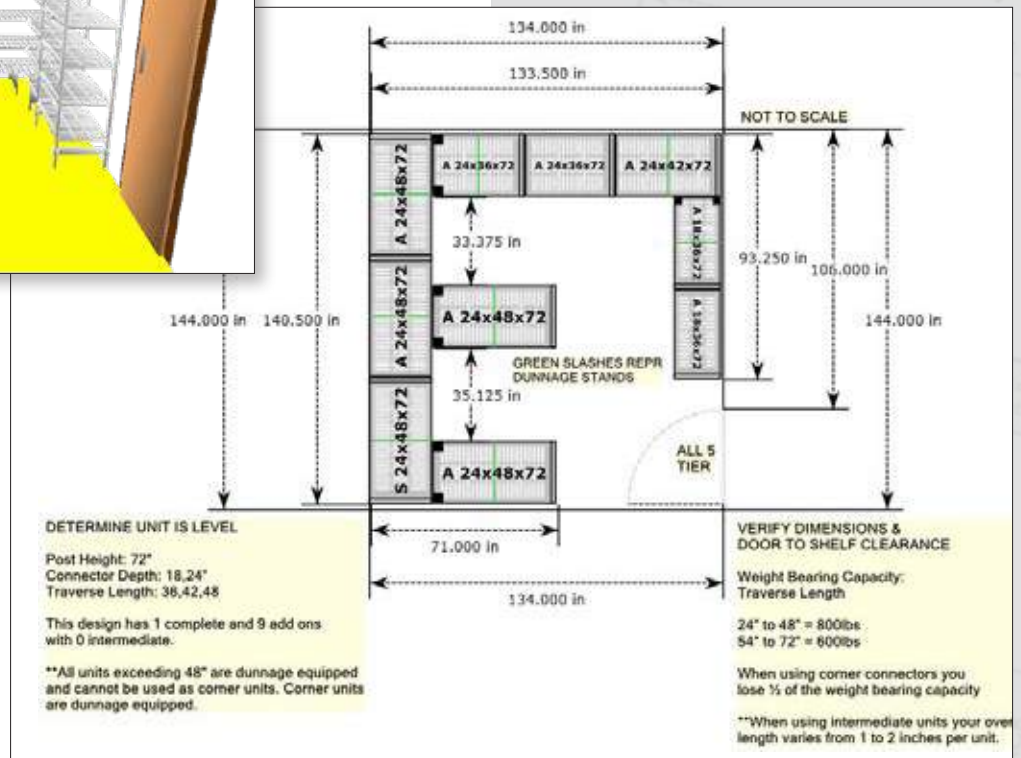 134.000 in
133.500 in
NOT TO SCALE
A 24x48x72
A 24x36x72
A 24x36x72
A 24x42x72
A 18x36x72
33.375 in
93.250 in
106.000 in
144.000 in
140.500 in
A 24x48x72
A 24x48x72
A 18x36x72
144.000 in
GREEN SLASHES REPR
DUNNAGE STANDS
35.125 in
S 24x48x72
A 24x48x72
ALL 5
TIER
71.000 in
134.000 in
DETERMINE UNIT IS LEVEL
Post Height: 72"
Connector Depth: 18,24"
Traverse Length: 36,42,48
This design has 1 complete and 9 add ons
with 0 intermediate.
**All units exceeding 48" are dunnage equipped
and cannot be used as corner units. Corner units
are dunnage equipped.
VERIFY DIMENSIONS &
DOOR TO SHELF CLEARANCE
Weight Bearing Capacity:
Traverse Length
24" to 48" = 800lbs
54" to 72" = 600lbs
When using corner connectors you
lose ½ of the weight bearing capacity
**When using intermediate units your over
length varies from 1 to 2 inches per unit.